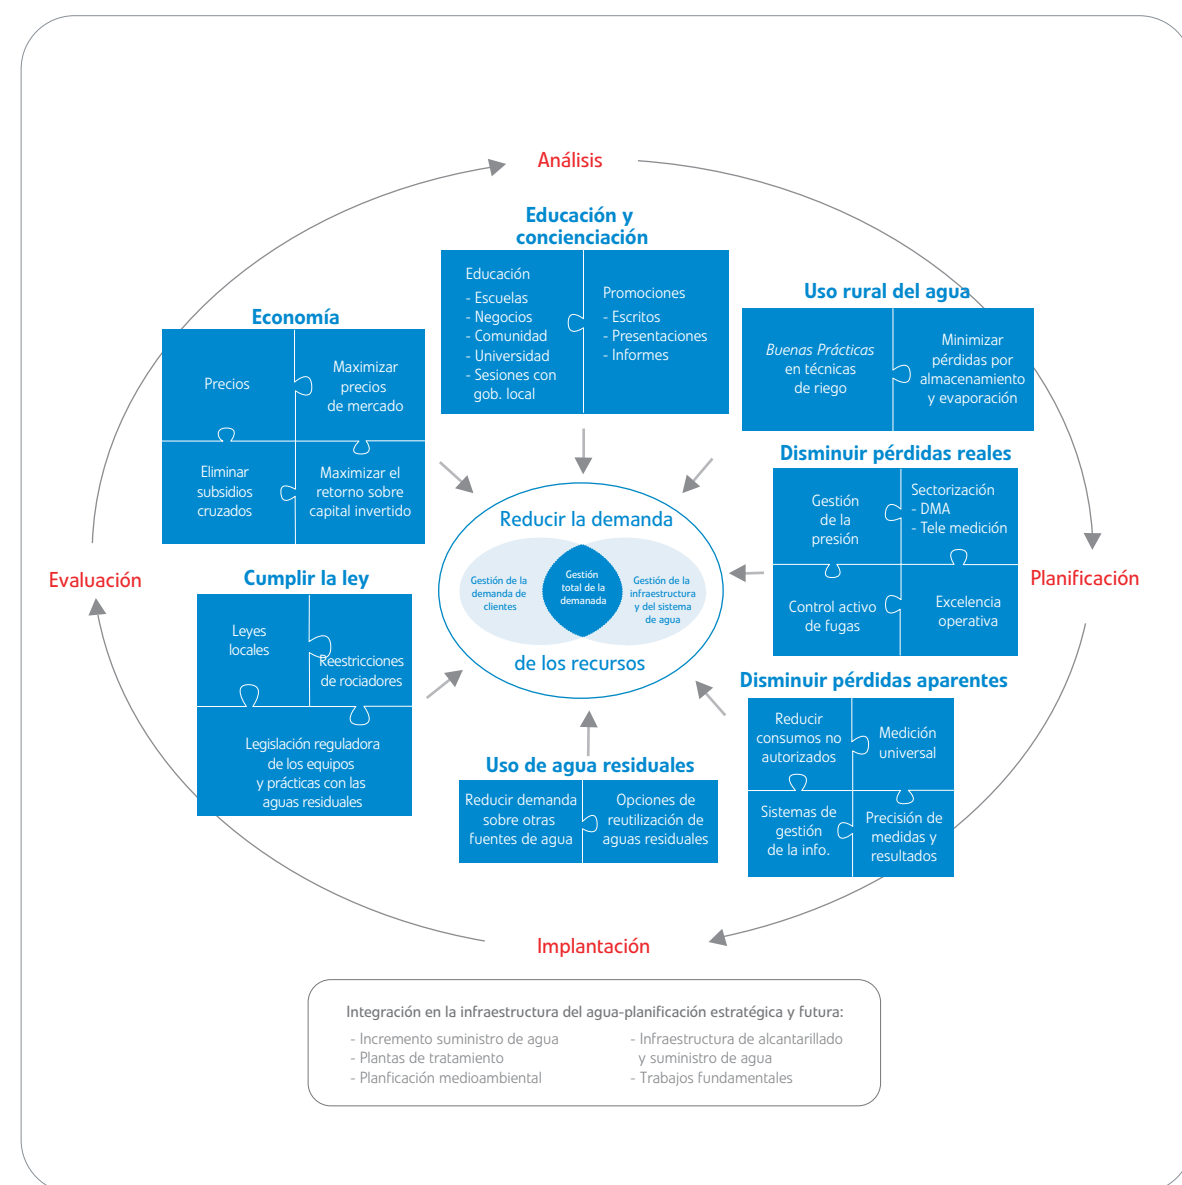 Análisis
Educación y
concienciación
Educación
- Escuelas
- Negocios
- Comunidad
- Universidad
- Sesiones con
gob. local
Promociones
- Escritos
- Presentaciones
- Informes
Uso rural del agua
Buenas Prácticas
en técnicas
de riego
Minimizar
pérdidas por
almacenamiento
y evaporación
Economía
Precios
Maximizar
precios
de mercado
Eliminar
subsidios
cruzados
Maximizar el
retorno sobre
capital invertido
Disminuir pérdidas reales
Gestión
de la
presión
Sectorización
- DMA
- Tele medición
Control activo
de fugas
Excelencia
operativa
Reducir la demanda
Gestión de la
demanda de
clientes
Gestión
total de la
demanada
Gestión de la
infraestructura
y del sistema
de agua
de los recursos
Evaluación
Planificación
Cumplir la ley
Leyes
locales
Reestricciones
de rociadores
Legislación reguladora
de los equipos
y prácticas con las
aguas residuales
Disminuir pérdidas aparentes
Reducir
consumos no
autorizados
Medición
universal
Sistemas de
gestión
de la info.
Precisión de
medidas y
resultados
Uso de agua residuales
Reducir demanda
sobre otras
fuentes de agua
Opciones de
reutilización de
aguas residuales
Implantación
Integración en la infraestructura del agua-planificación estratégica y futura:
- Incremento suministro de agua
- Plantas de tratamiento
- Planficación medioambiental
- Infraestructura de alcantarillado
y suministro de agua
- Trabajos fundamentales